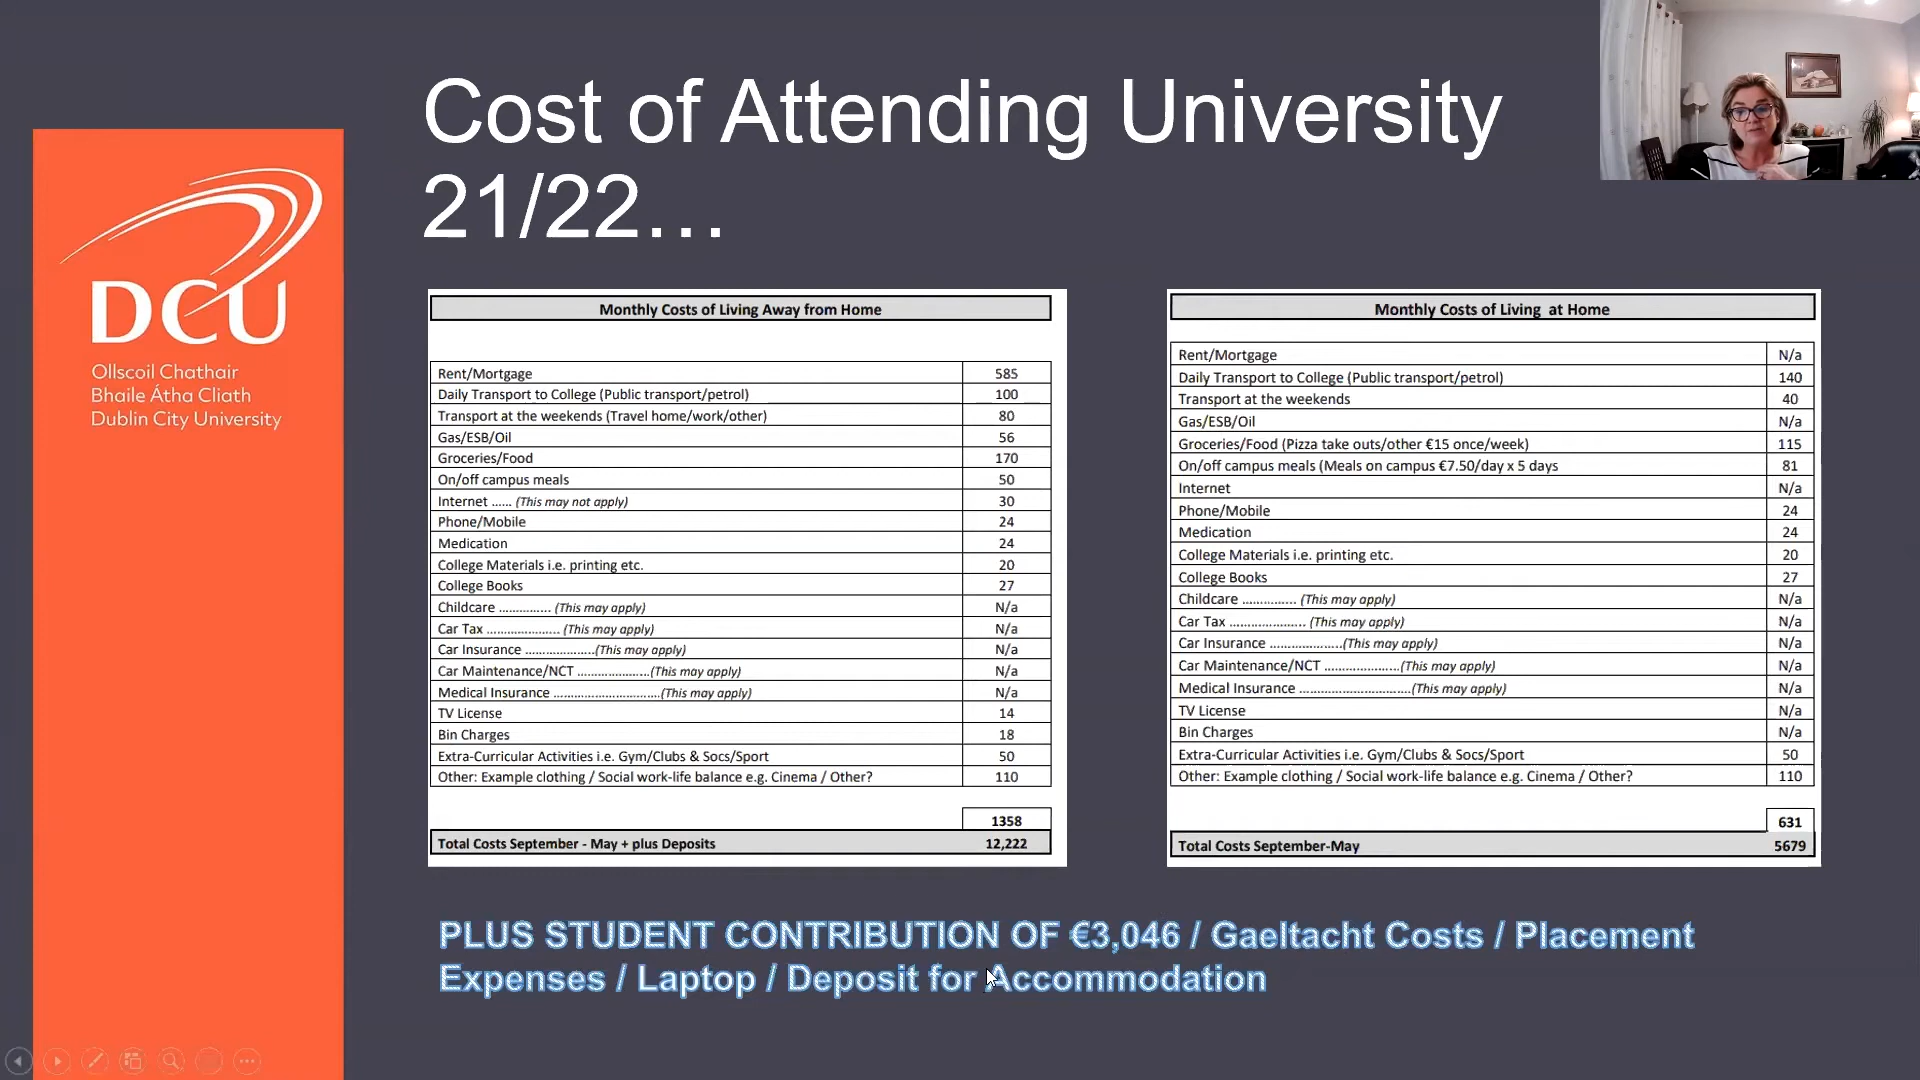 Cost of Attending University
21/22...
DCU
Ollscoil Chathair
Bhaile Átha Cliath
Dublin City University
Monthly Costs of Living Away from Home
Rent/Mortgage 585
Daily Transport to College (Public transport/petrol) 100
Transport at the weekends (Travel home/work/other) 80
Gas/ESB/Oil 56
Groceries/Food 170
On/off campus meals 50
Internet ...... (This may not apply) 30
Phone/Mobile 24
Medication 24
College Materials i.e. printing etc. 20
College Books 27
Childcare .............. (This may apply) N/a
Car Tax .................... (This may apply) N/a
Car Insurance ...................(This may apply) N/a
Car Maintenance/NCT ....................(This may apply) N/a
Medical Insurance .............................(This may apply) N/a
TV License 14
Bin Charges 18
Extra-Curricular Activities i.e. Gym/Clubs & Socs/Sport 50
Other: Example clothing / Social work-life balance e.g. Cinema / Other? 110
1358
Total Costs September - May + plus Deposits 12,222
Monthly Costs of Living at Home
Rent/Mortgage N/a
Daily Transport to College (Public transport/petrol) 140
Transport at the weekends 40
Gas/ESB/Oil N/a
Groceries/Food (Pizza take outs/other €15 once/week) 115
On/off campus meals (Meals on campus €7.50/day x 5 days 81
Internet N/a
Phone/Mobile 24
Medication 24
College Materials i.e. printing etc. 20
College Books 27
Childcare .............. (This may apply) N/a
Car Tax .................... (This may apply) N/a
Car Insurance ...................(This may apply) N/a
Car Maintenance/NCT ....................(This may apply) N/a
Medical Insurance .............................(This may apply) N/a
TV License N/a
Bin Charges N/a
Extra-Curricular Activities i.e. Gym/Clubs & Socs/Sport 50
Other: Example clothing / Social work-life balance e.g. Cinema / Other? 110
631
Total Costs September-May 5679
PLUS STUDENT CONTRIBUTION OF €3,046 / Gaeltacht Costs / Placement
Expenses / Laptop / Deposit for Accommodation